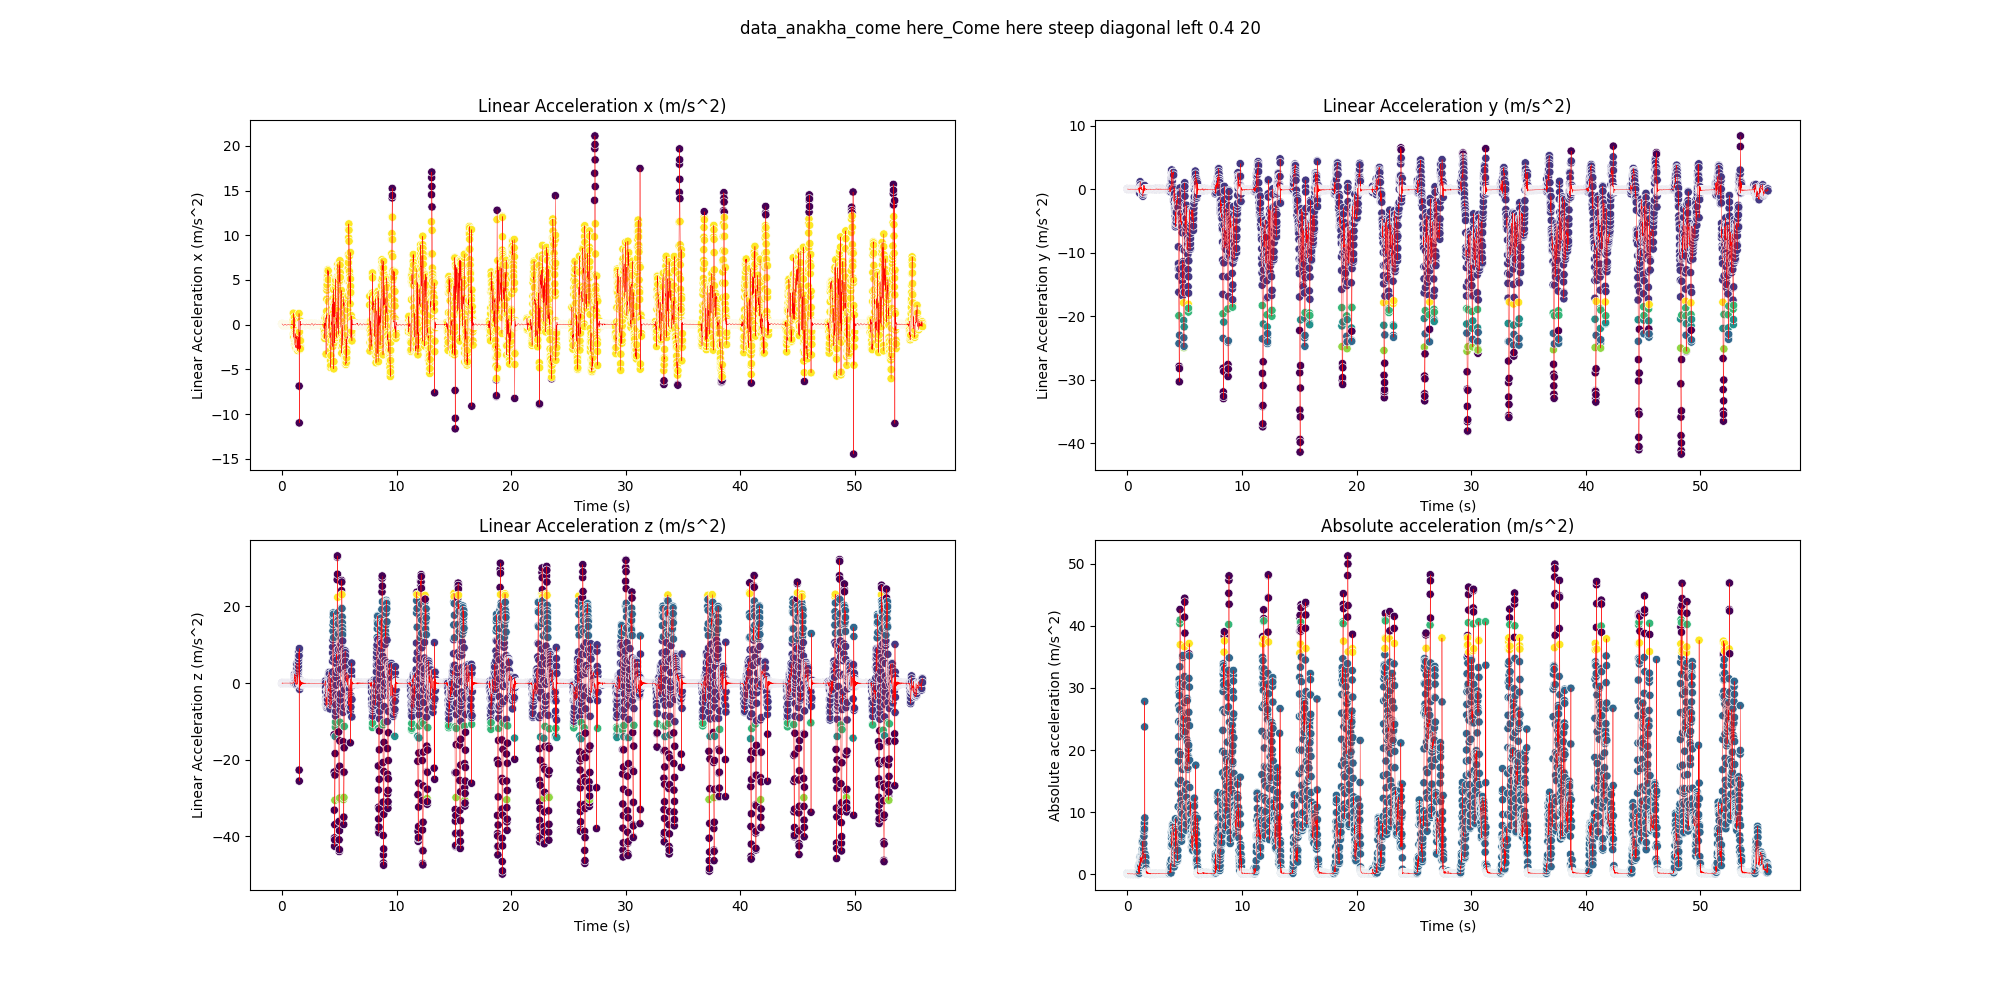 data_anakha_come here_Come here steep diagonal left 0.4 20
Linear Acceleration x (m/s^2)
Linear Acceleration x (m/s^2)
20
15
10
5
0
−5
−10
−15
0 10 20 30 40 50
Time (s)
Linear Acceleration y (m/s^2)
Linear Acceleration y (m/s^2)
10
0
−10
−20
−30
−40
0 10 20 30 40 50
Time (s)
Linear Acceleration z (m/s^2)
Linear Acceleration z (m/s^2)
20
0
−20
−40
0 10 20 30 40 50
Time (s)
Absolute acceleration (m/s^2)
Absolute acceleration (m/s^2)
50
40
30
20
10
0
0 10 20 30 40 50
Time (s)